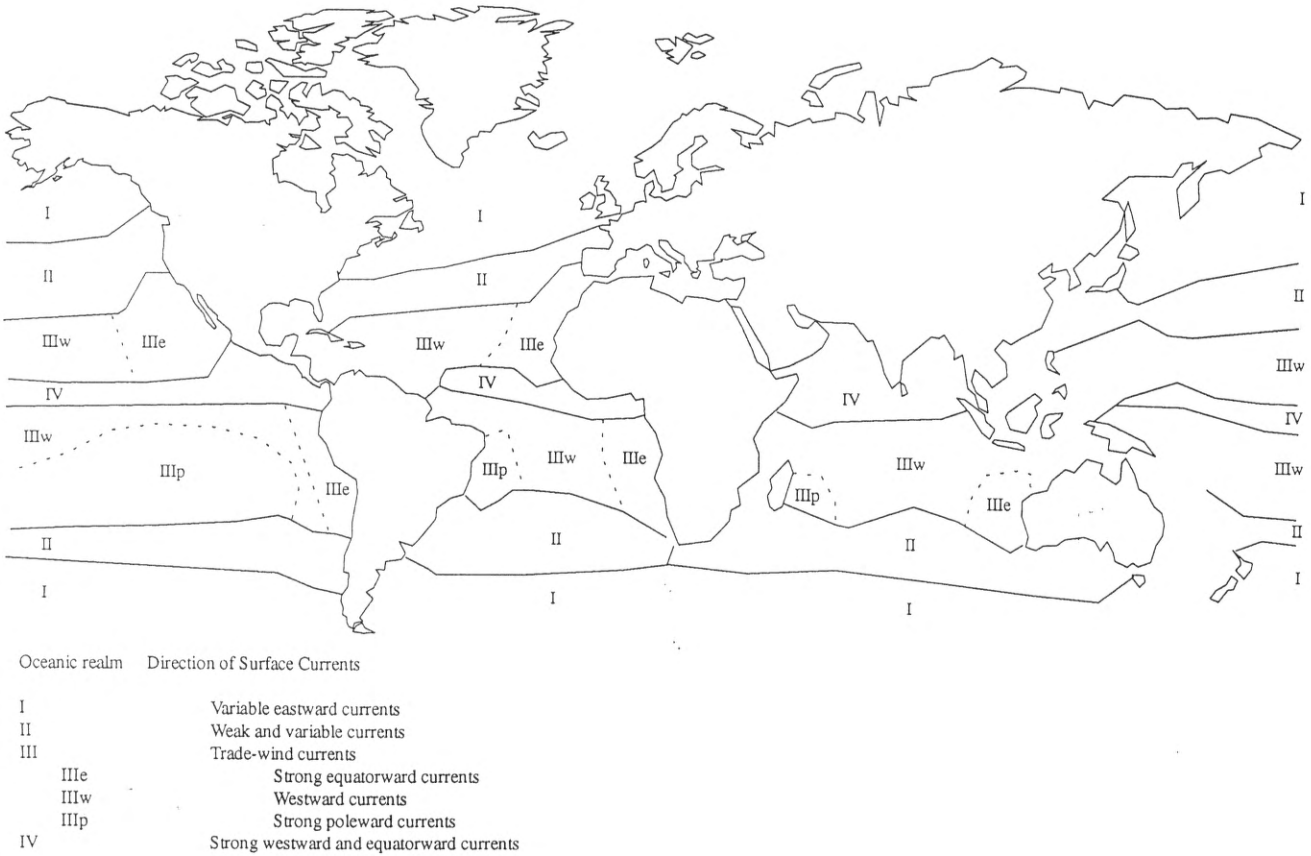 I
I
I
II
II
II
IIIw
IIIe
IIIw
IIIe
IIIw
IV
IV
IV
IV
IIIw
IIIp
IIIe
IIIp
IIIw
IIIe
IIIw
IIIp
IIIe
IIIw
II
II
II
II
I
I
I
I
Oceanic realm Direction of Surface Currents
I Variable eastward currents
II Weak and variable currents
III Trade-wind currents
IIIe Strong equatorward currents
IIIw Westward currents
IIIp Strong poleward currents
IV Strong westward and equatorward currents